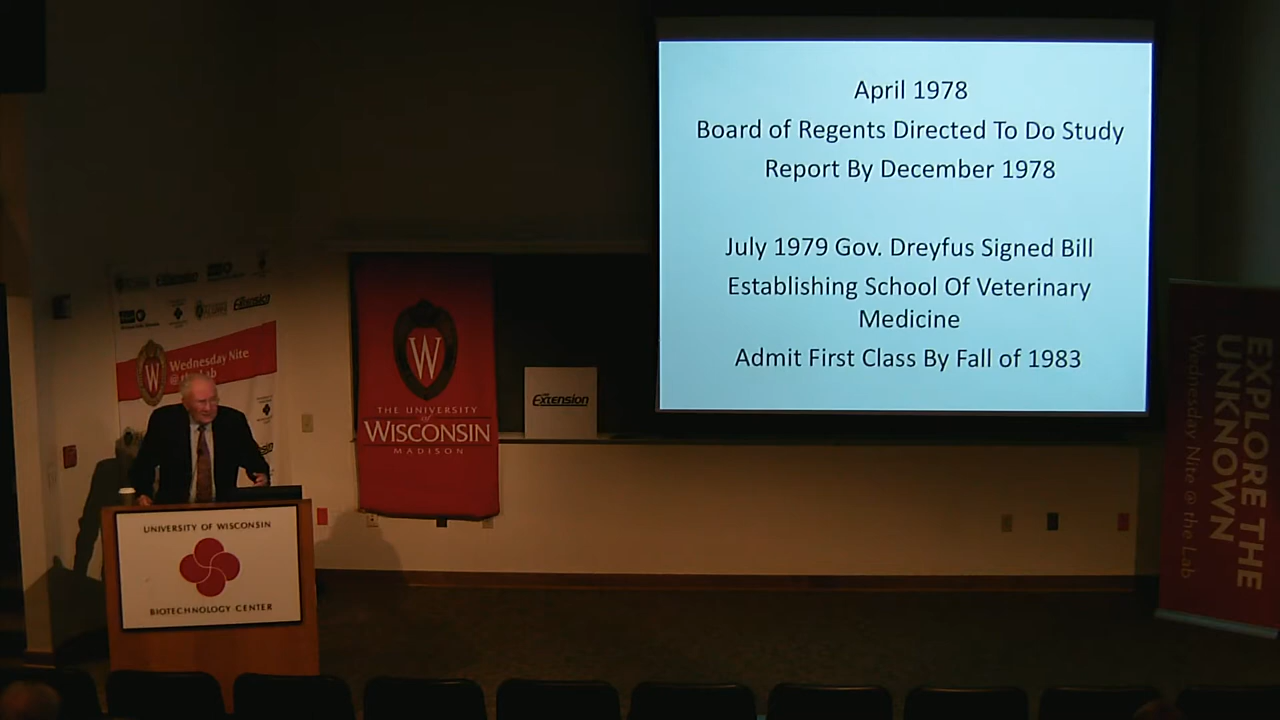 April 1978
Board of Regents Directed To Do Study
Report By December 1978
July 1979 Gov. Dreyfus Signed Bill
Establishing School Of Veterinary
Medicine
Admit First Class By Fall of 1983
Wednesday Nite
@ the Lab
Extension
W
THE UNIVERSITY
of
WISCONSIN
MADISON
Extension
UNIVERSITY OF WISCONSIN
BIOTECHNOLOGY CENTER
EXPLORE THE
UNKNOWN
Wednesday Nite @ the Lab